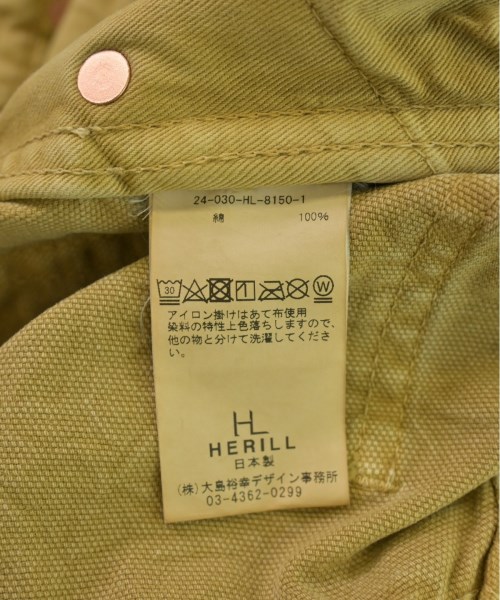 24-030-HL-8150-1
綿 100%
30 W
アイロン掛けはあて布使用
染料の特性上色落ちしますので、
他の物と分けて洗濯してくださ
い。
HL
HERILL
日本製
(株)大島裕幸デザイン事務所
03-4362-0299